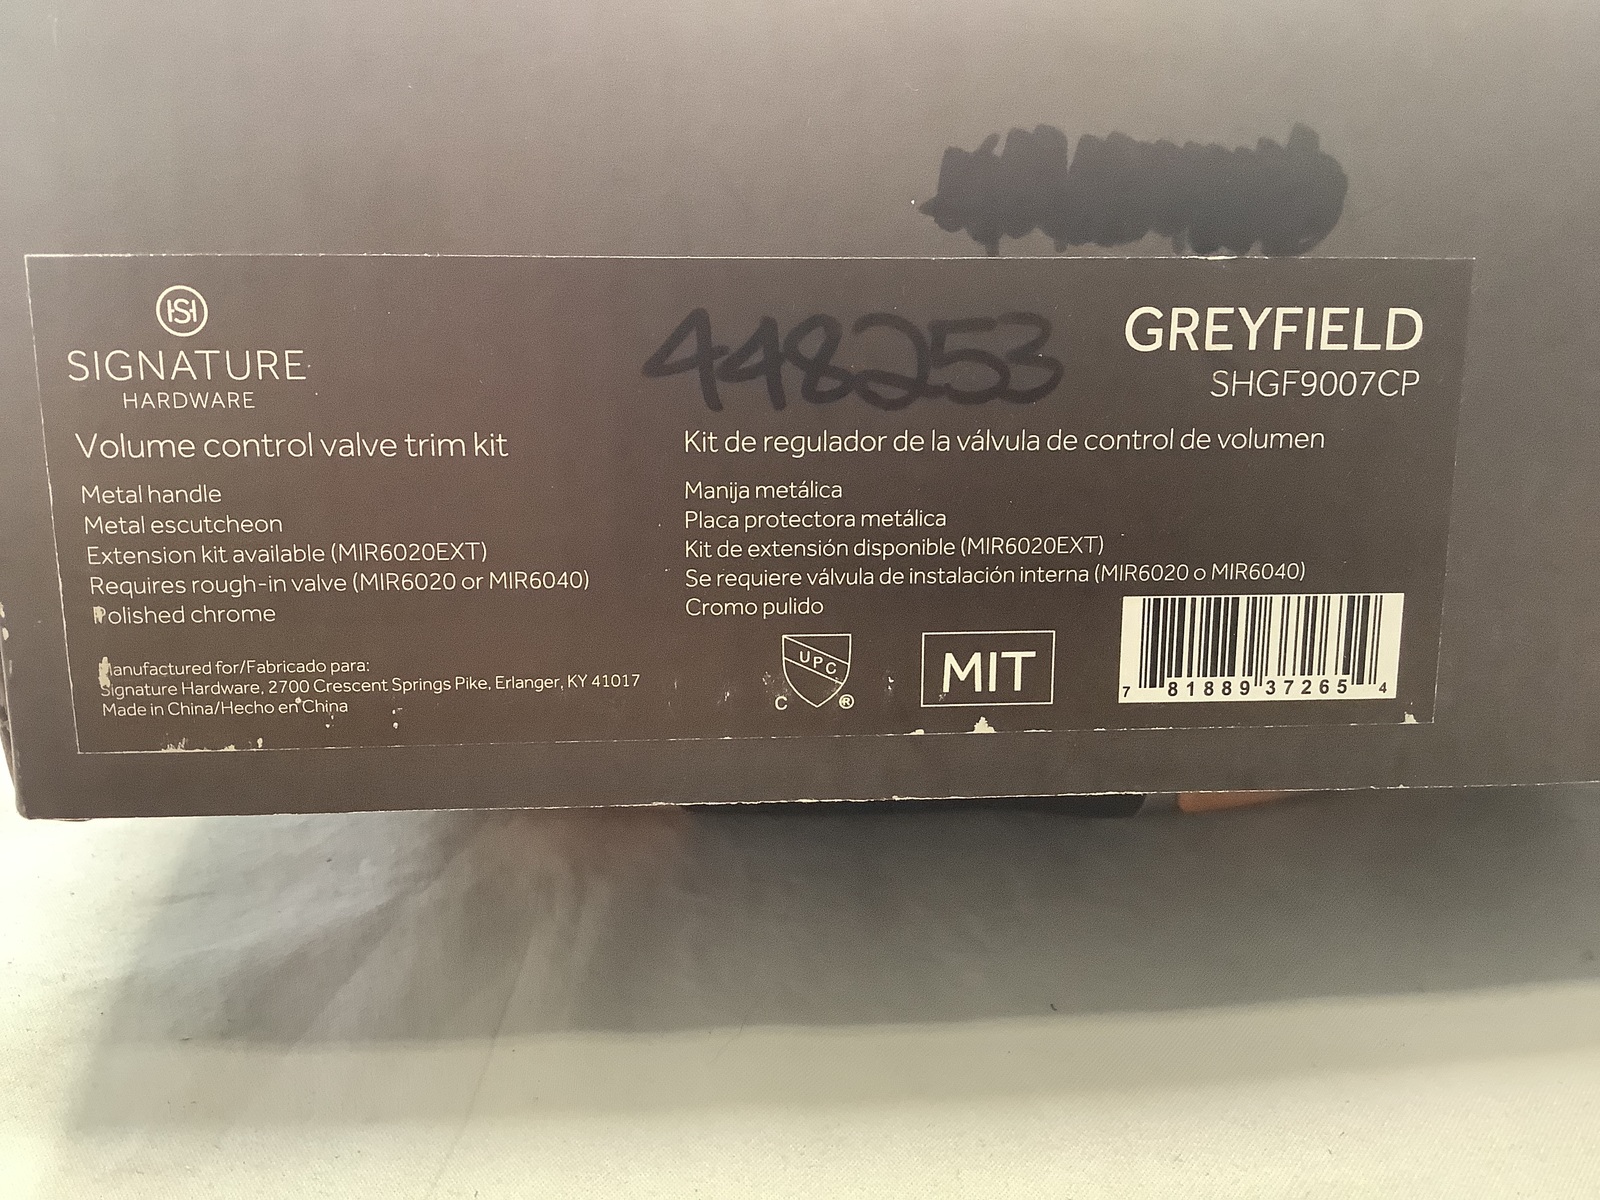 SIGNATURE
HARDWARE
448253
GREYFIELD
SHGF9007CP
Volume control valve trim kit
Metal handle
Metal escutcheon
Extension kit available (MIR6020EXT)
Requires rough-in valve (MIR6020 or MIR6040)
Polished chrome
Manufactured for/Fabricado para:
Signature Hardware, 2700 Crescent Springs Pike, Erlanger, KY 41017
Made in China/Hecho en China
Kit de regulador de la válvula de control de volumen
Manija metálica
Placa protectora metálica
Kit de extensión disponible (MIR6020EXT)
Se requiere válvula de instalación interna (MIR6020 o MIR6040)
Cromo pulido
UPC
C ®
MIT
7 81889 37265 4